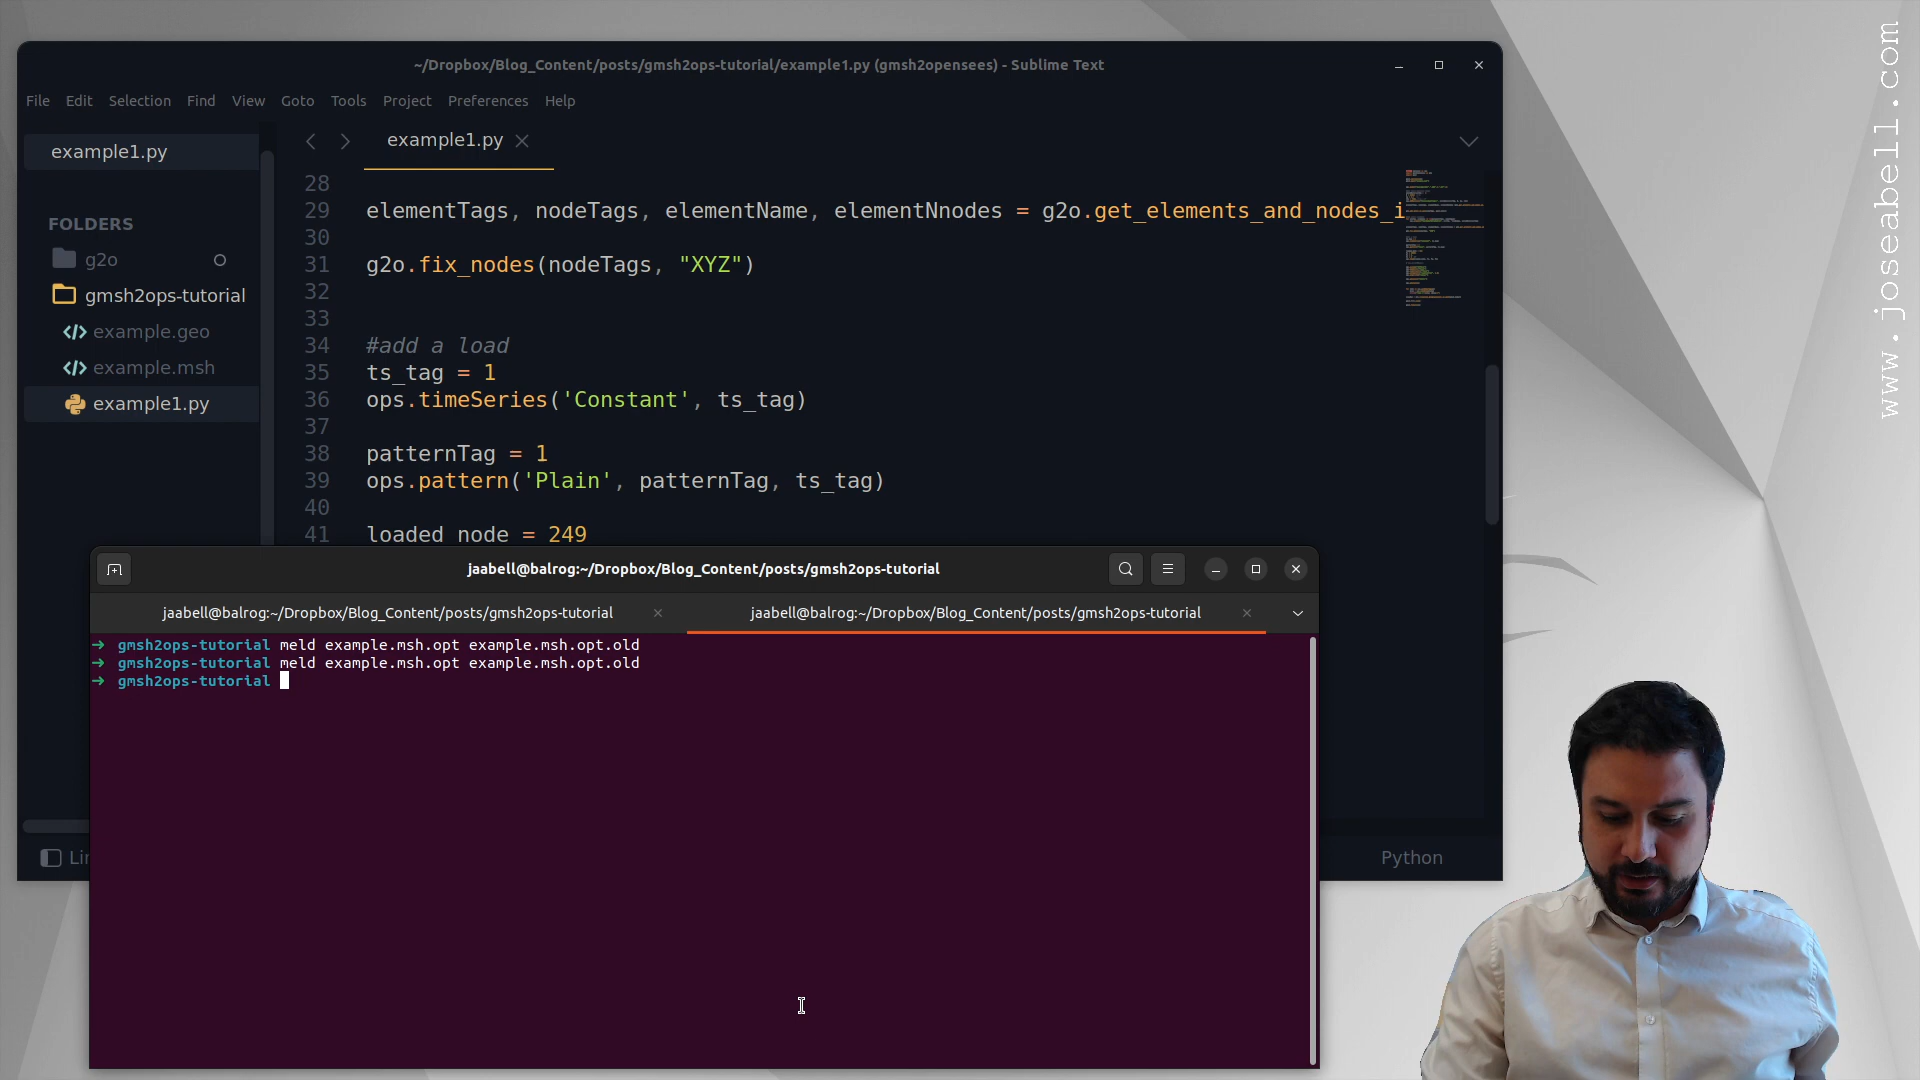 ~/Dropbox/Blog_Content/posts/gmsh2ops-tutorial/example1.py (gmsh2opensees) - Sublime Text
File Edit Selection Find View Goto Tools Project Preferences Help
example1.py
example1.py
FOLDERS
g2o
gmsh2ops-tutorial
example.geo
example.msh
example1.py
28
29 elementTags, nodeTags, elementName, elementNnodes = g2o.get_elements_and_nodes_i
30
31 g2o.fix_nodes(nodeTags, "XYZ")
32
33
34 #add a load
35 ts_tag = 1
36 ops.timeSeries('Constant', ts_tag)
37
38 patternTag = 1
39 ops.pattern('Plain', patternTag, ts_tag)
40
41 loaded_node = 249
Python
jaabell@balrog:~/Dropbox/Blog_Content/posts/gmsh2ops-tutorial
jaabell@balrog:~/Dropbox/Blog_Content/posts/gmsh2ops-tutorial
jaabell@balrog:~/Dropbox/Blog_Content/posts/gmsh2ops-tutorial
➜ gmsh2ops-tutorial meld example.msh.opt example.msh.opt.old
➜ gmsh2ops-tutorial meld example.msh.opt example.msh.opt.old
➜ gmsh2ops-tutorial
www.joseabell.com